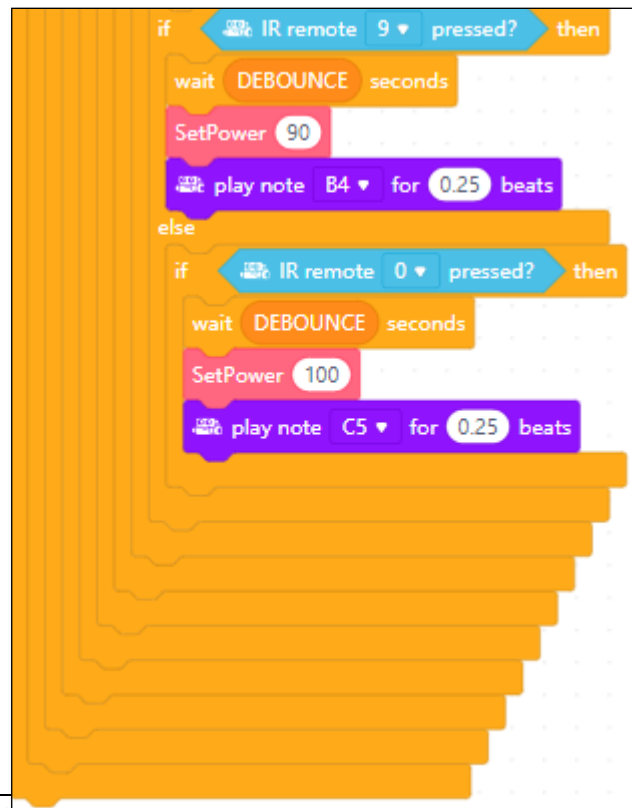 if IR remote 9 pressed? then
wait DEBOUNCE seconds
SetPower 90
play note B4 for 0.25 beats
else
if IR remote 0 pressed? then
wait DEBOUNCE seconds
SetPower 100
play note C5 for 0.25 beats